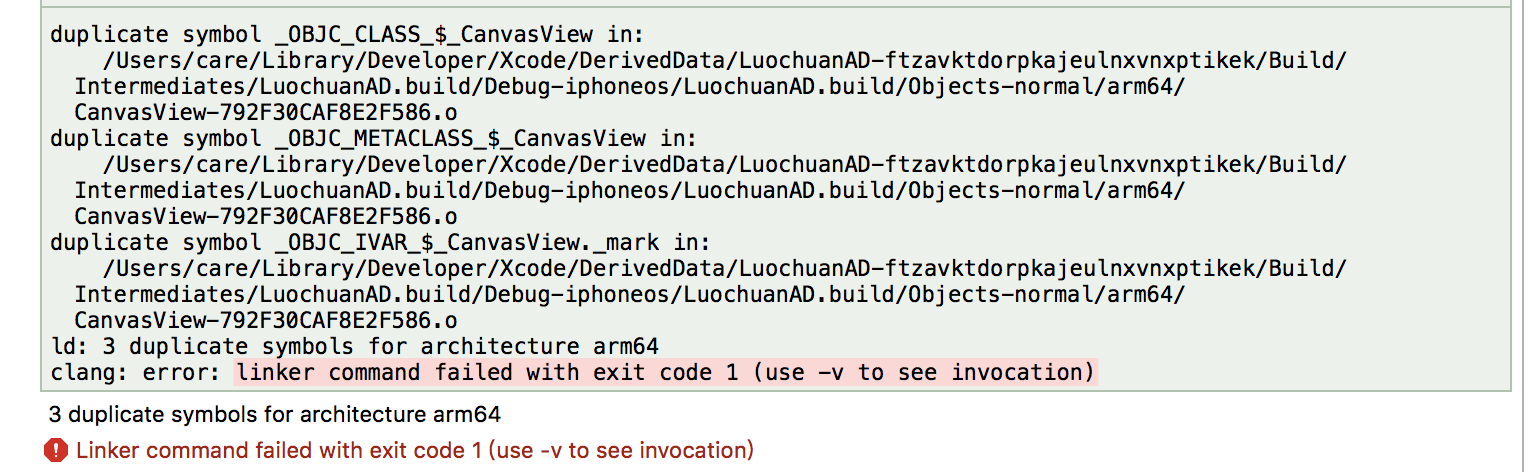 duplicate symbol _OBJC_CLASS_$_CanvasView in:
/Users/care/Library/Developer/Xcode/DerivedData/LuochuanAD-ftzavktdorpkajeulnxvnxptikek/Build/
Intermediates/LuochuanAD.build/Debug-iphoneos/LuochuanAD.build/Objects-normal/arm64/
CanvasView-792F30CAF8E2F586.o
duplicate symbol _OBJC_METACLASS_$_CanvasView in:
/Users/care/Library/Developer/Xcode/DerivedData/LuochuanAD-ftzavktdorpkajeulnxvnxptikek/Build/
Intermediates/LuochuanAD.build/Debug-iphoneos/LuochuanAD.build/Objects-normal/arm64/
CanvasView-792F30CAF8E2F586.o
duplicate symbol _OBJC_IVAR_$_CanvasView._mark in:
/Users/care/Library/Developer/Xcode/DerivedData/LuochuanAD-ftzavktdorpkajeulnxvnxptikek/Build/
Intermediates/LuochuanAD.build/Debug-iphoneos/LuochuanAD.build/Objects-normal/arm64/
CanvasView-792F30CAF8E2F586.o
ld: 3 duplicate symbols for architecture arm64
clang: error: linker command failed with exit code 1 (use -v to see invocation)
3 duplicate symbols for architecture arm64
Linker command failed with exit code 1 (use -v to see invocation)